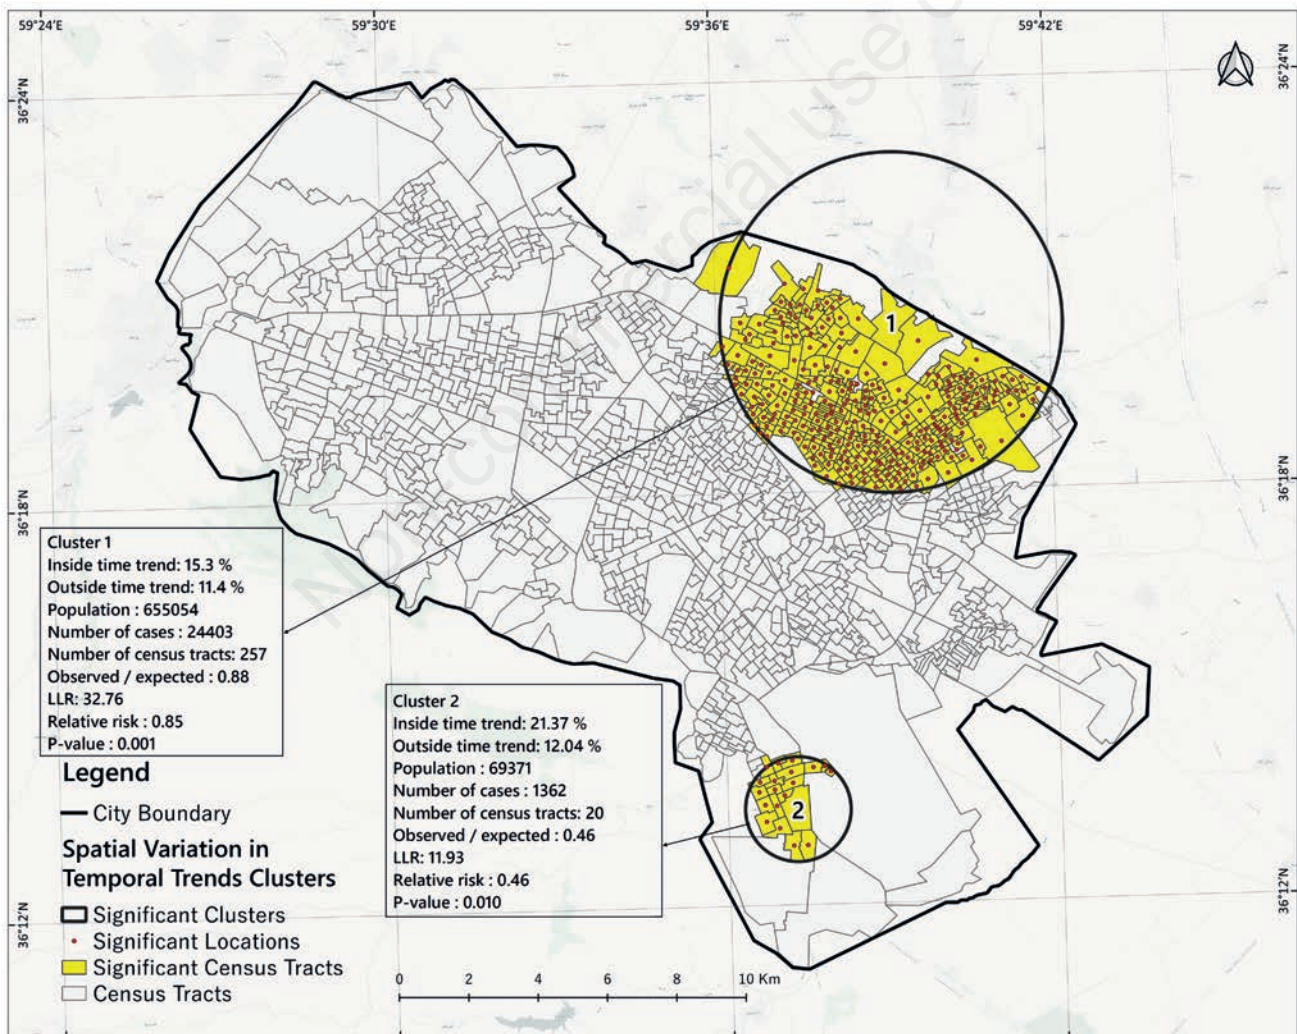 59°24'E
59°30'E
59°36'E
59°42'E
36°24'N
36°24'N
1
36°18'N
36°18'N
Cluster 1
Inside time trend: 15.3 %
Outside time trend: 11.4 %
Population : 655054
Number of cases : 24403
Number of census tracts: 257
Observed / expected : 0.88
LLR: 32.76
Relative risk : 0.85
P-value : 0.001
Cluster 2
Inside time trend: 21.37 %
Outside time trend: 12.04 %
Population : 69371
Number of cases : 1362
Number of census tracts: 20
Observed / expected : 0.46
LLR: 11.93
Relative risk : 0.46
P-value : 0.010
2
Legend
City Boundary
Spatial Variation in
Temporal Trends Clusters
Significant Clusters
Significant Locations
Significant Census Tracts
Census Tracts
36°12'N
36°12'N
0 2 4 6 8 10 Km